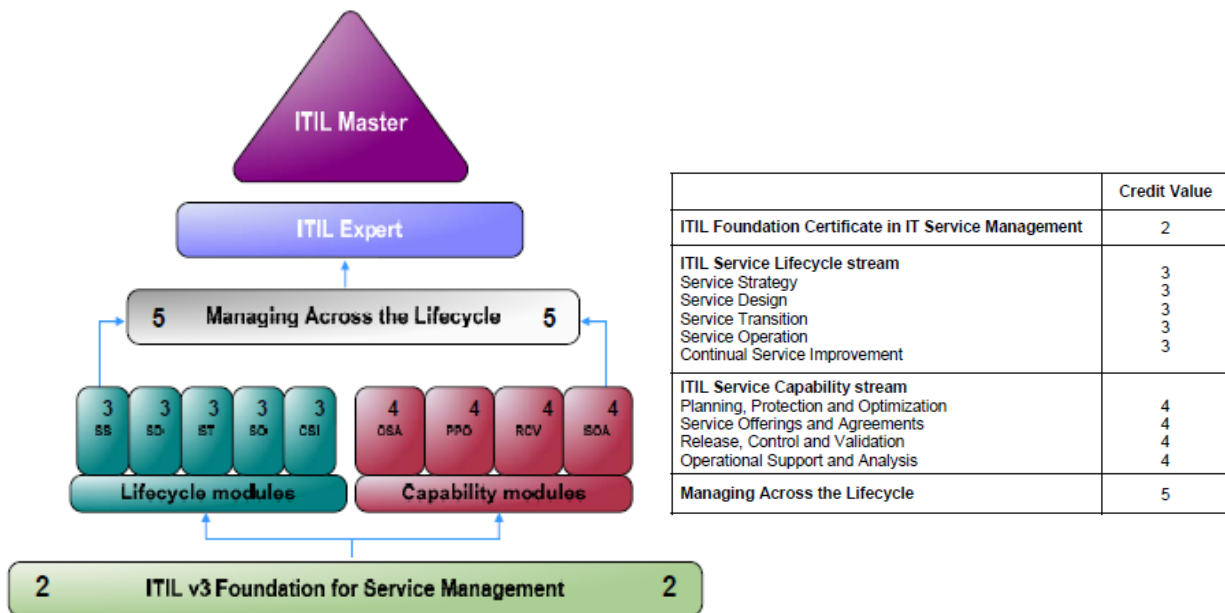 ITIL Master
ITIL Expert
5 Managing Across the Lifecycle 5
3 3 3 3 3
SS SD ST SO CSI
4 4 4 4
OSA PPO RCV SOA
Lifecycle modules
Capability modules
2 ITIL v3 Foundation for Service Management 2
Credit Value
ITIL Foundation Certificate in IT Service Management 2
ITIL Service Lifecycle stream
Service Strategy 3
Service Design 3
Service Transition 3
Service Operation 3
Continual Service Improvement 3
ITIL Service Capability stream
Planning, Protection and Optimization 4
Service Offerings and Agreements 4
Release, Control and Validation 4
Operational Support and Analysis 4
Managing Across the Lifecycle 5